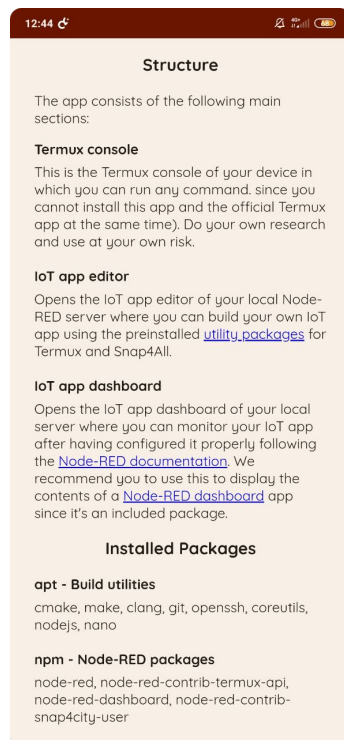 12:44
4G+
68
Structure
The app consists of the following main
sections:
Termux console
This is the Termux console of your device in
which you can run any command. since you
cannot install this app and the official Termux
app at the same time). Do your own research
and use at your own risk.
IoT app editor
Opens the IoT app editor of your local Node-
RED server where you can build your own IoT
app using the preinstalled utility packages for
Termux and Snap4All.
IoT app dashboard
Opens the IoT app dashboard of your local
server where you can monitor your IoT app
after having configured it properly following
the Node-RED documentation. We
recommend you to use this to display the
contents of a Node-RED dashboard app
since it's an included package.
Installed Packages
apt - Build utilities
cmake, make, clang, git, openssh, coreutils,
nodejs, nano
npm - Node-RED packages
node-red, node-red-contrib-termux-api,
node-red-dashboard, node-red-contrib-
snap4city-user